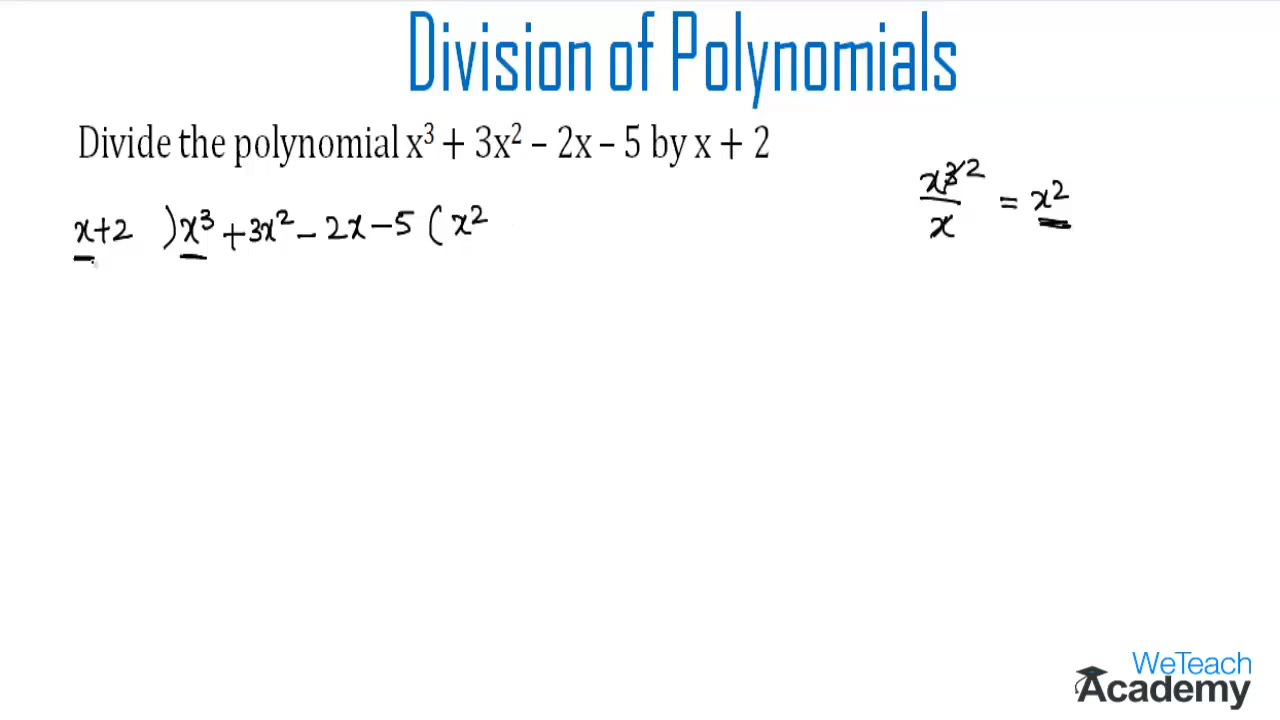 Division of Polynomials
Divide the polynomial x³ + 3x² – 2x – 5 by x + 2
x+2 )x³ +3x² – 2x – 5 ( x²
x³ ² / x = x²
WeTeach
Academy